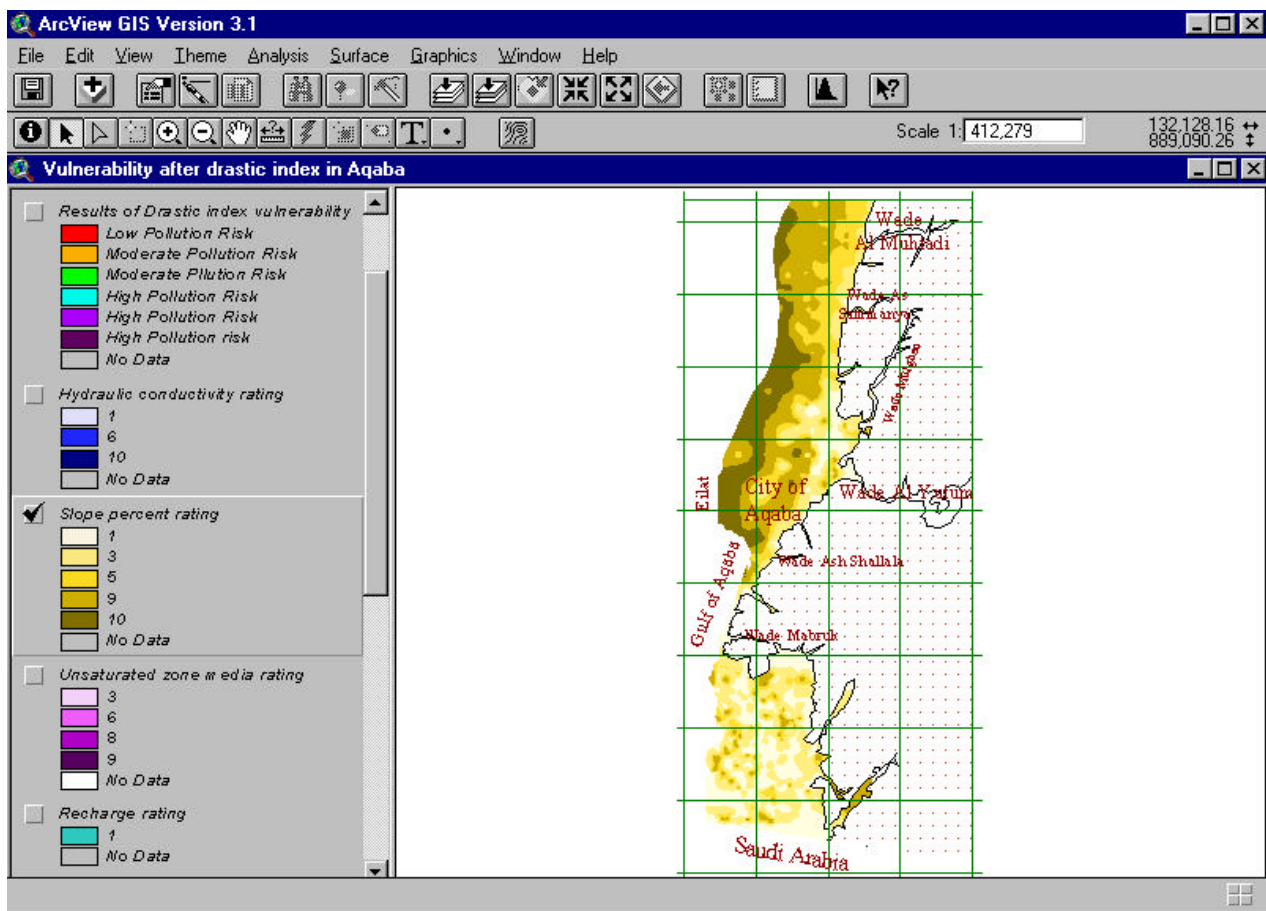 ArcView GIS Version 3.1
File Edit View Theme Analysis Surface Graphics Window Help
Scale 1: 412,279
132,128.16
889,090.26
Vulnerability after drastic index in Aqaba
Results of Drastic index vulnerability
Low Pollution Risk
Moderate Pollution Risk
Moderate Pllution Risk
High Pollution Risk
High Pollution Risk
High Pollution risk
No Data
Hydraulic conductivity rating
1
6
10
No Data
Slope percent rating
1
3
5
9
10
No Data
Unsaturated zone media rating
3
6
8
9
No Data
Recharge rating
1
No Data
Wade
Al Muhtadi
Wade As
Wade
Eilat
City of
Aqaba
Wade Al Yutum
Wade Ash Shallala
Gulf of Aqaba
Wade Mabruk
Saudi Arabia